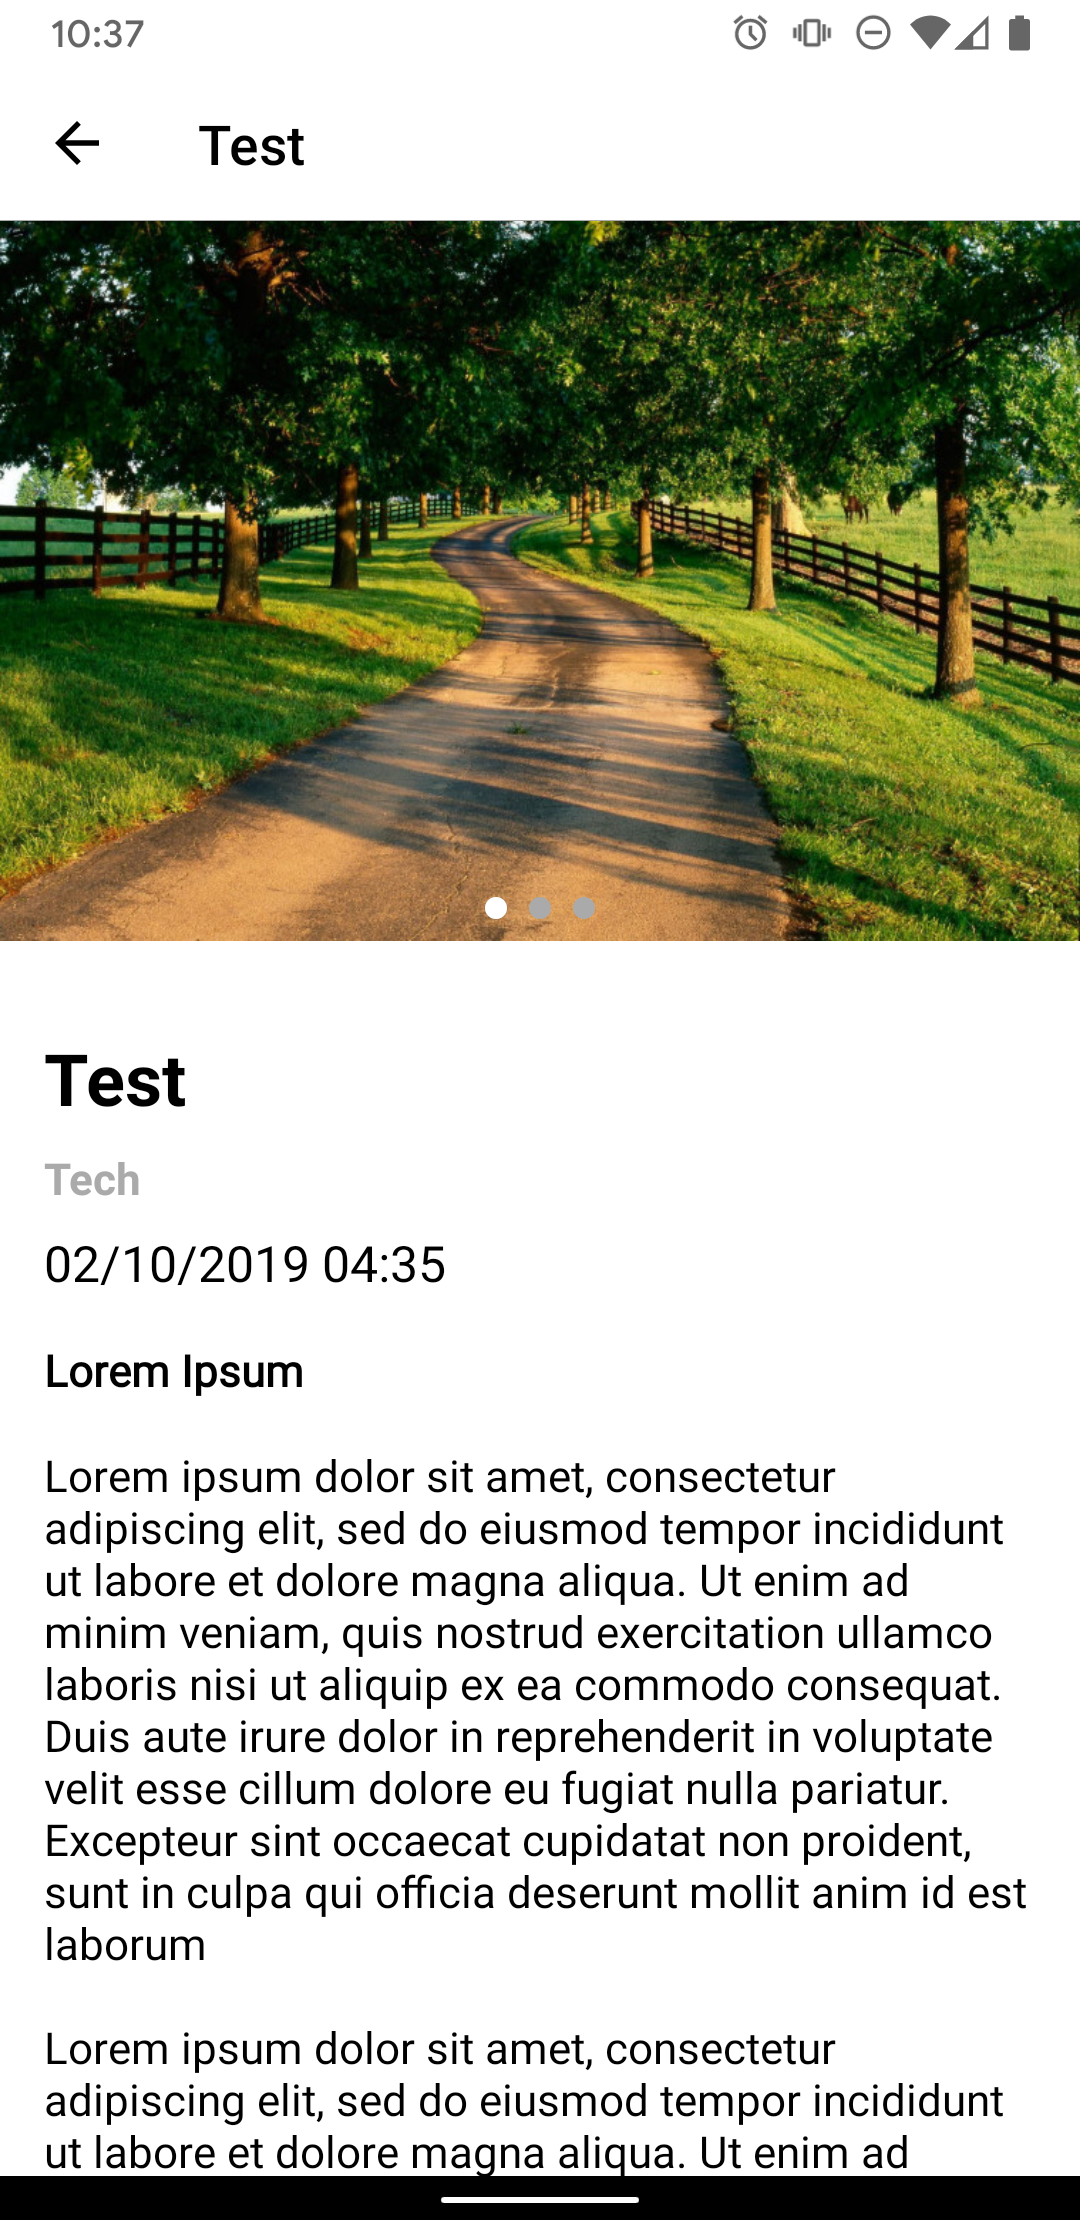 10:37
Test
Test
Tech
02/10/2019 04:35
Lorem Ipsum
Lorem ipsum dolor sit amet, consectetur
adipiscing elit, sed do eiusmod tempor incididunt
ut labore et dolore magna aliqua. Ut enim ad
minim veniam, quis nostrud exercitation ullamco
laboris nisi ut aliquip ex ea commodo consequat.
Duis aute irure dolor in reprehenderit in voluptate
velit esse cillum dolore eu fugiat nulla pariatur.
Excepteur sint occaecat cupidatat non proident,
sunt in culpa qui officia deserunt mollit anim id est
laborum
Lorem ipsum dolor sit amet, consectetur
adipiscing elit, sed do eiusmod tempor incididunt
ut labore et dolore magna aliqua. Ut enim ad